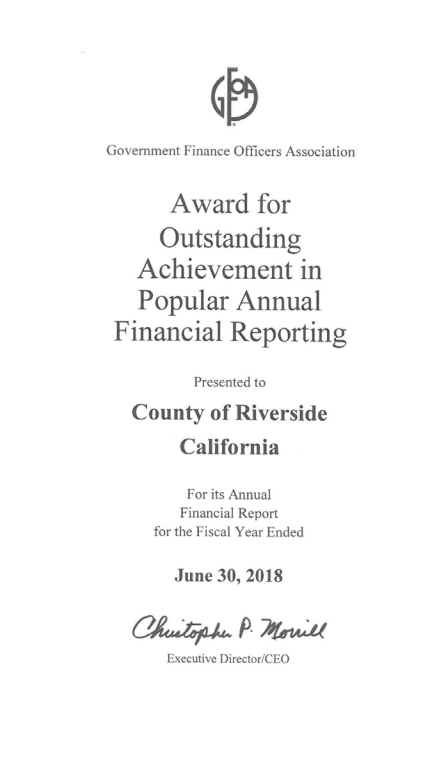 GFOA
Government Finance Officers Association
Award for
Outstanding
Achievement in
Popular Annual
Financial Reporting
Presented to
County of Riverside
California
For its Annual
Financial Report
for the Fiscal Year Ended
June 30, 2018
Christopher P. Morrill
Executive Director/CEO